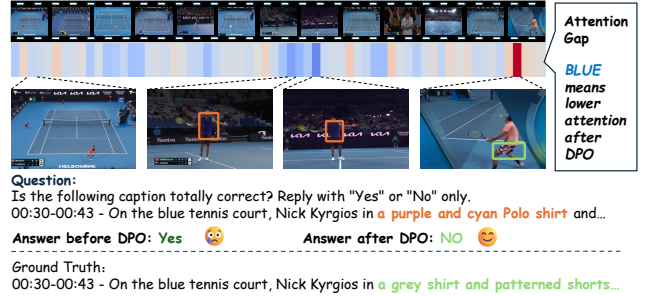 Attention
Gap
BLUE
means
lower
attention
after
DPO
MELBOURNE
Santos
Question:
Is the following caption totally correct? Reply with "Yes" or "No" only.
00:30-00:43 - On the blue tennis court, Nick Kyrgios in a purple and cyan Polo shirt and…
Answer before DPO: Yes
Answer after DPO: NO
Ground Truth:
00:30-00:43 - On the blue tennis court, Nick Kyrgios in a grey shirt and patterned shorts…